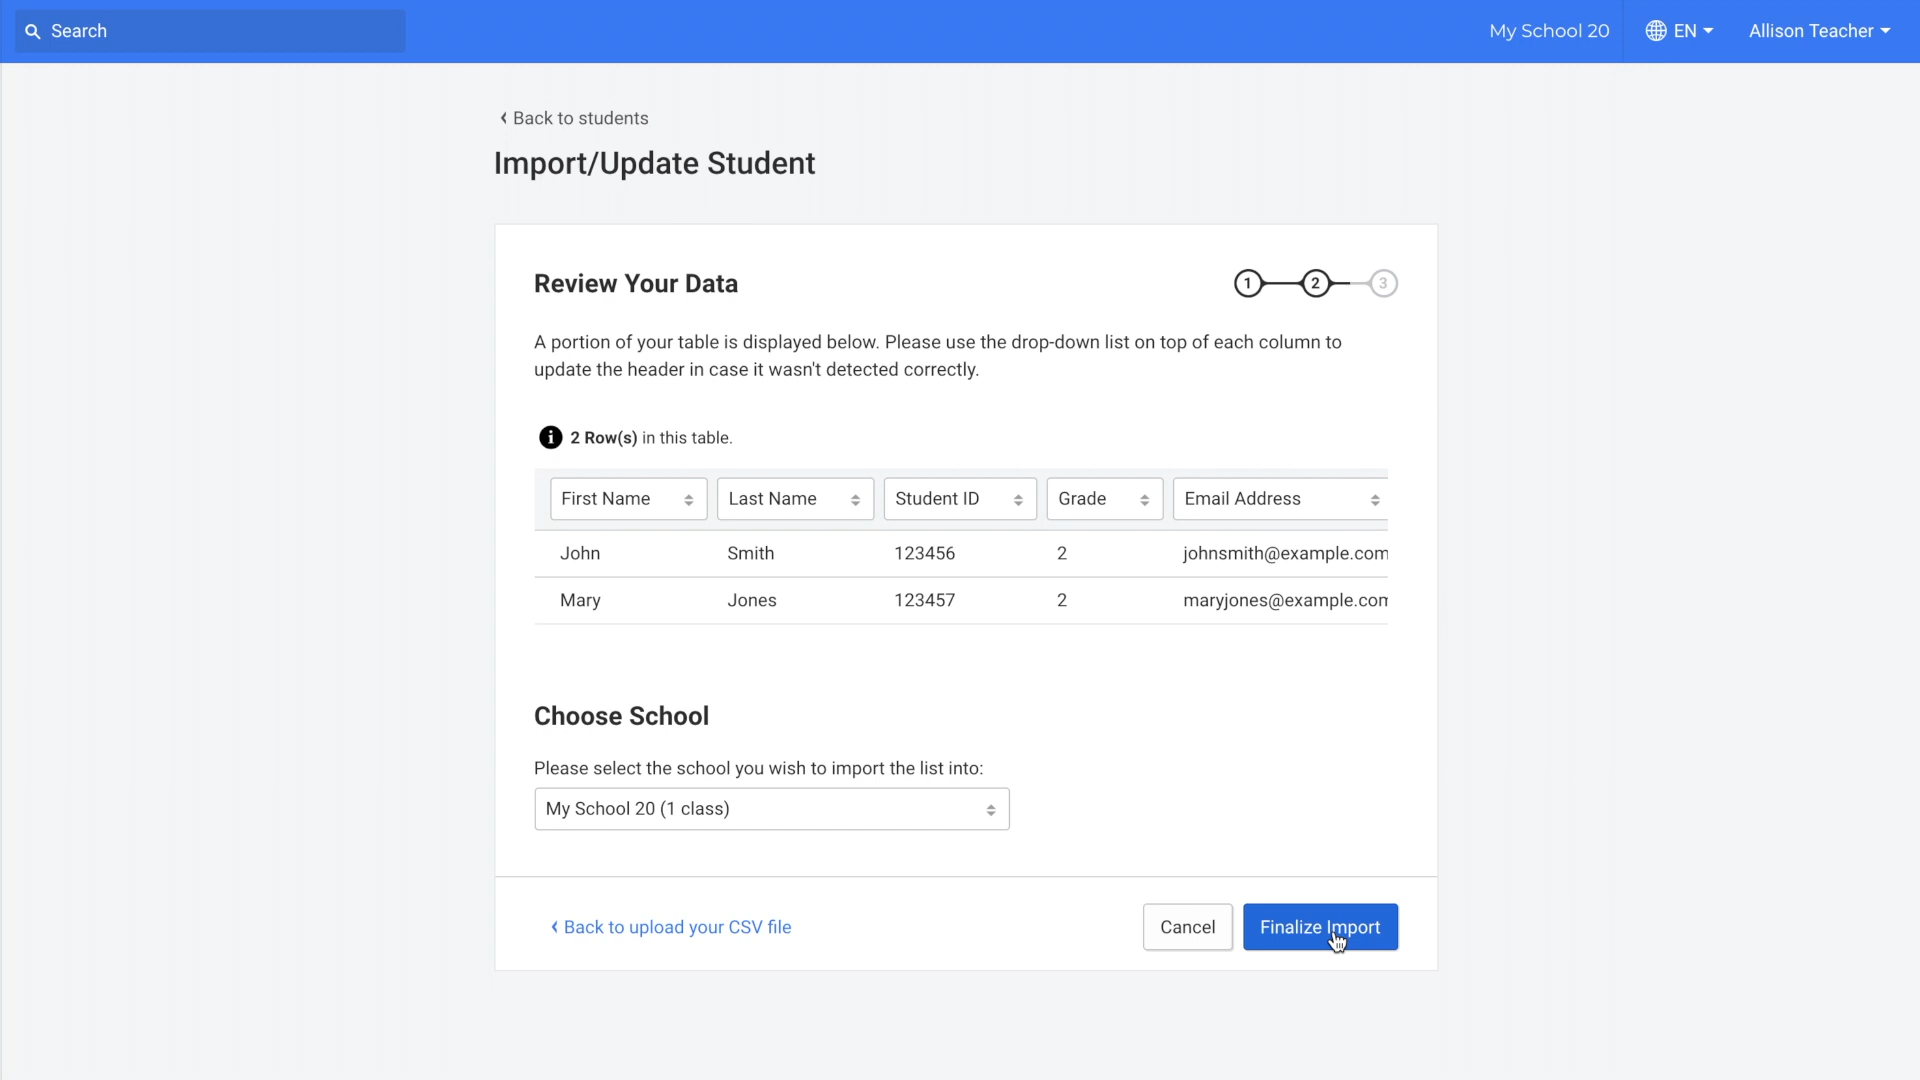 Search
My School 20
EN
Allison Teacher
Back to students
Import/Update Student
Review Your Data
1 2 3
A portion of your table is displayed below. Please use the drop-down list on top of each column to
update the header in case it wasn't detected correctly.
2 Row(s) in this table.
First Name Last Name Student ID Grade Email Address
John Smith 123456 2 johnsmith@example.com
Mary Jones 123457 2 maryjones@example.com
Choose School
Please select the school you wish to import the list into:
My School 20 (1 class)
Back to upload your CSV file
Cancel
Finalize Import